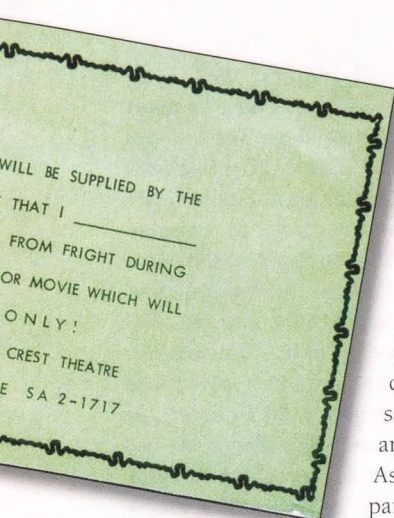 WILL BE SUPPLIED BY THE
THAT I
FROM FRIGHT DURING
OR MOVIE WHICH WILL
ONLY!
CREST THEATRE
E SA 2-1717
As